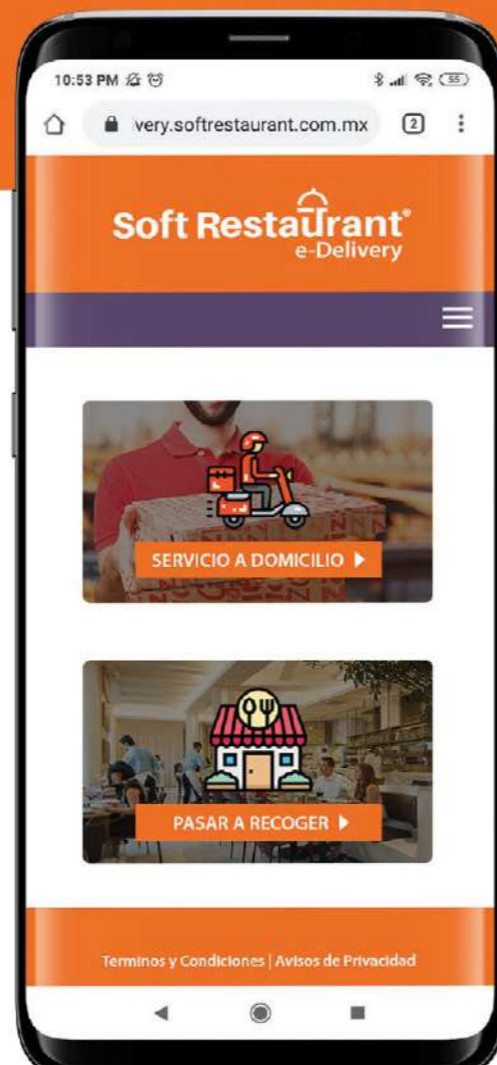 10:53 PM
very.softrestaurant.com.mx
2
55
Soft Restaurant®
e-Delivery
SERVICIO A DOMICILIO
PASAR A RECOGER
Terminos y Condiciones | Avisos de Privacidad